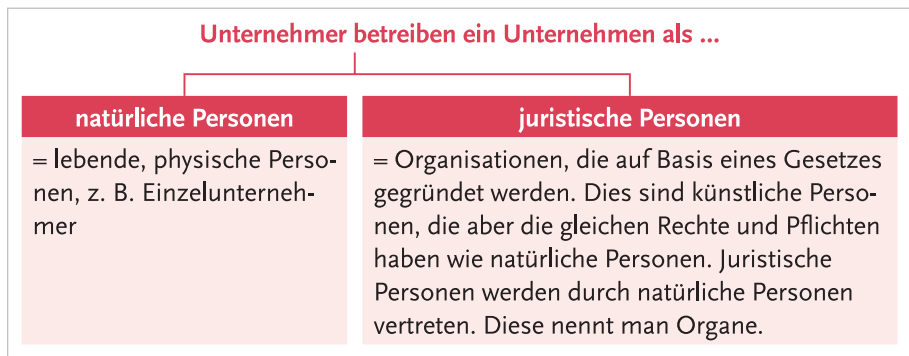 Unternehmer betreiben ein Unternehmen als ...
natürliche Personen
= lebende, physische Perso-
nen, z. B. Einzelunterneh-
mer
juristische Personen
= Organisationen, die auf Basis eines Gesetzes
gegründet werden. Dies sind künstliche Perso-
nen, die aber die gleichen Rechte und Pflichten
haben wie natürliche Personen. Juristische
Personen werden durch natürliche Personen
vertreten. Diese nennt man Organe.